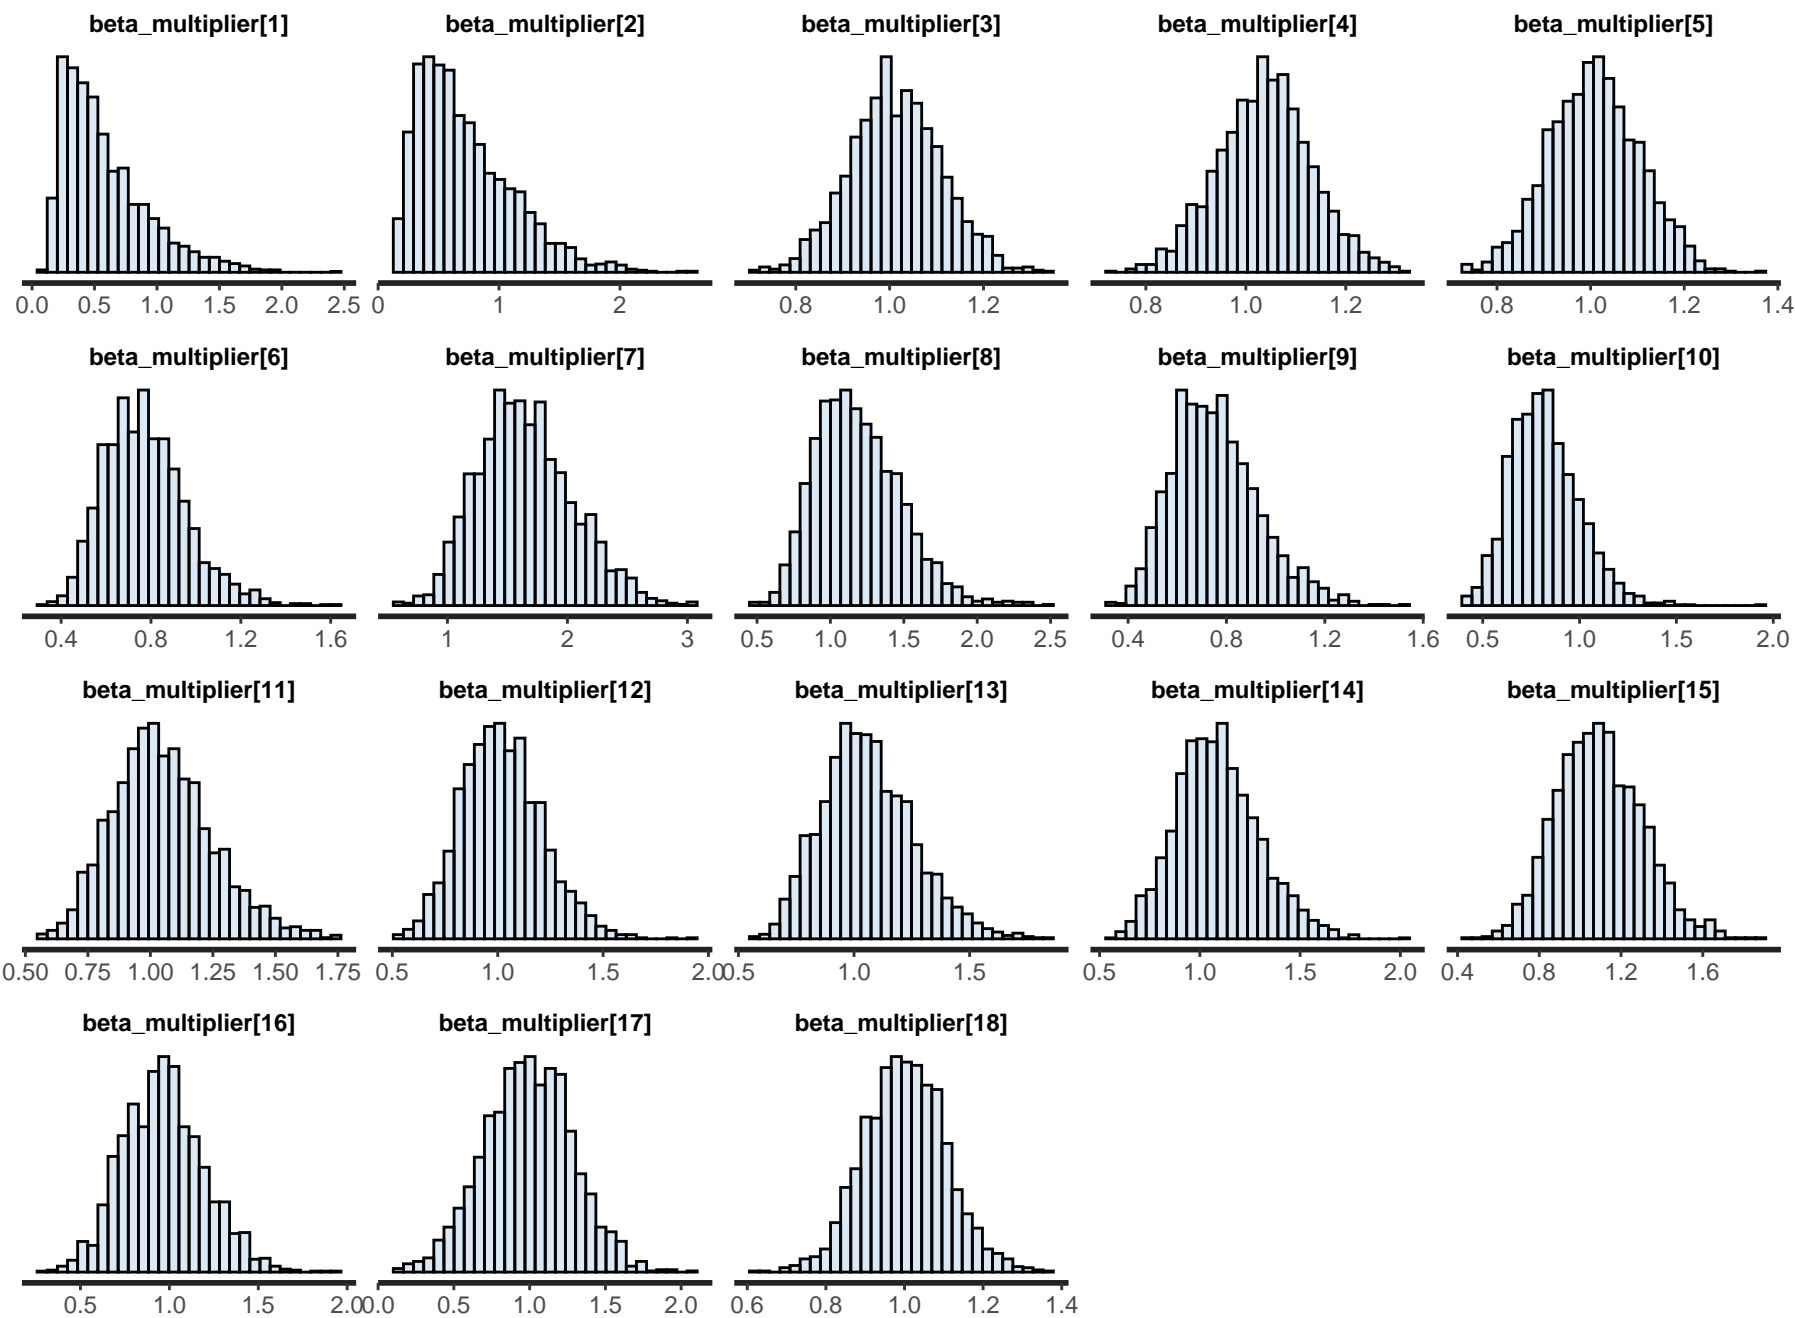 beta_multiplier[1] beta_multiplier[2] beta_multiplier[3] beta_multiplier[4] beta_multiplier[5]
0.0 0.5 1.0 1.5 2.0 2.5 0 1 2 0.8 1.0 1.2 0.8 1.0 1.2 0.8 1.0 1.2 1.4
beta_multiplier[6] beta_multiplier[7] beta_multiplier[8] beta_multiplier[9] beta_multiplier[10]
0.4 0.8 1.2 1.6 1 2 3 0.5 1.0 1.5 2.0 2.5 0.4 0.8 1.2 1.6 0.5 1.0 1.5 2.0
beta_multiplier[11] beta_multiplier[12] beta_multiplier[13] beta_multiplier[14] beta_multiplier[15]
0.50 0.75 1.00 1.25 1.50 1.75 0.5 1.0 1.5 2.0 0.5 1.0 1.5 0.5 1.0 1.5 2.0 0.4 0.8 1.2 1.6
beta_multiplier[16] beta_multiplier[17] beta_multiplier[18]
0.5 1.0 1.5 2.0 0.0 0.5 1.0 1.5 2.0 0.6 0.8 1.0 1.2 1.4